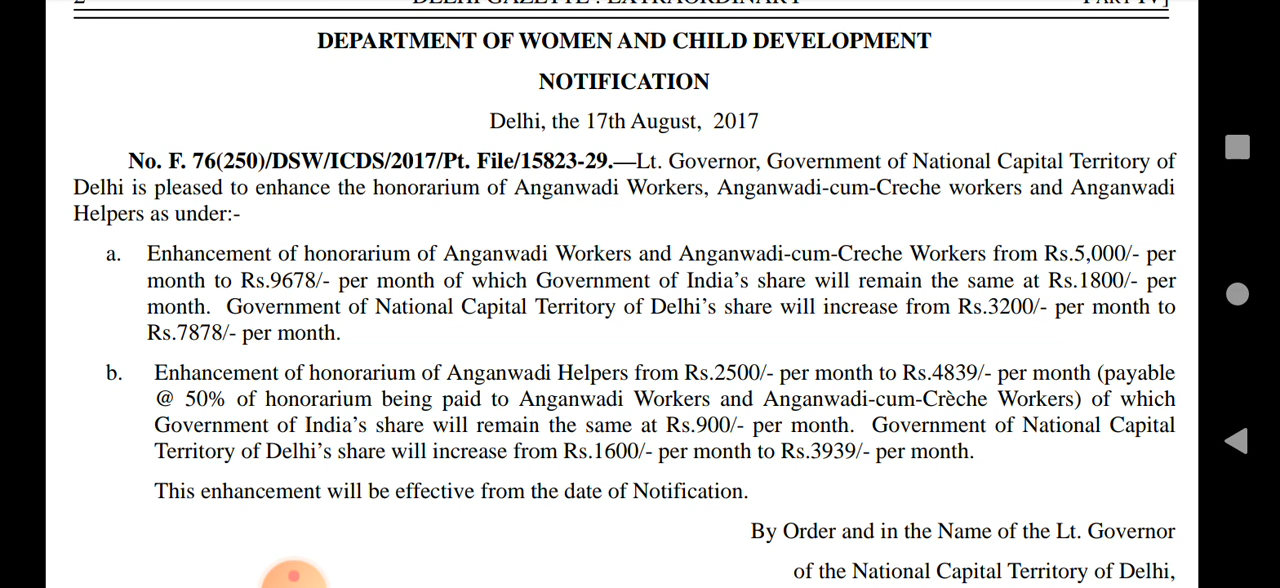 DEPARTMENT OF WOMEN AND CHILD DEVELOPMENT
NOTIFICATION
Delhi, the 17th August, 2017
No. F. 76(250)/DSW/ICDS/2017/Pt. File/15823-29.—Lt. Governor, Government of National Capital Territory of
Delhi is pleased to enhance the honorarium of Anganwadi Workers, Anganwadi-cum-Creche workers and Anganwadi
Helpers as under:-
a. Enhancement of honorarium of Anganwadi Workers and Anganwadi-cum-Creche Workers from Rs.5,000/- per
month to Rs.9678/- per month of which Government of India's share will remain the same at Rs.1800/- per
month. Government of National Capital Territory of Delhi's share will increase from Rs.3200/- per month to
Rs.7878/- per month.
b. Enhancement of honorarium of Anganwadi Helpers from Rs.2500/- per month to Rs.4839/- per month (payable
@ 50% of honorarium being paid to Anganwadi Workers and Anganwadi-cum-Crèche Workers) of which
Government of India's share will remain the same at Rs.900/- per month. Government of National Capital
Territory of Delhi's share will increase from Rs.1600/- per month to Rs.3939/- per month.
This enhancement will be effective from the date of Notification.
By Order and in the Name of the Lt. Governor
of the National Capital Territory of Delhi,